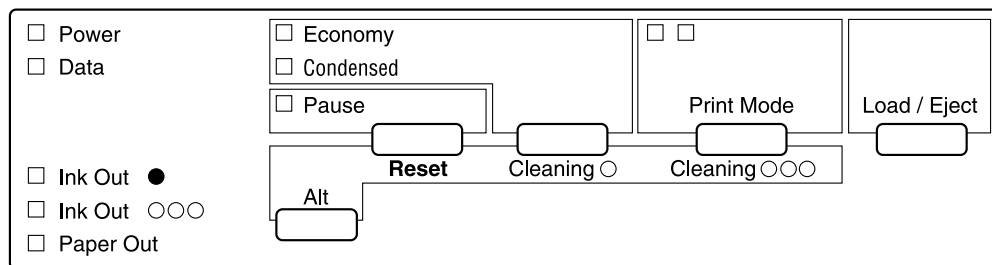 Power
Data
Economy
Condensed
Pause
Print Mode
Load / Eject
Reset
Cleaning ○
Cleaning ○○○
Alt
Ink Out ●
Ink Out ○○○
Paper Out